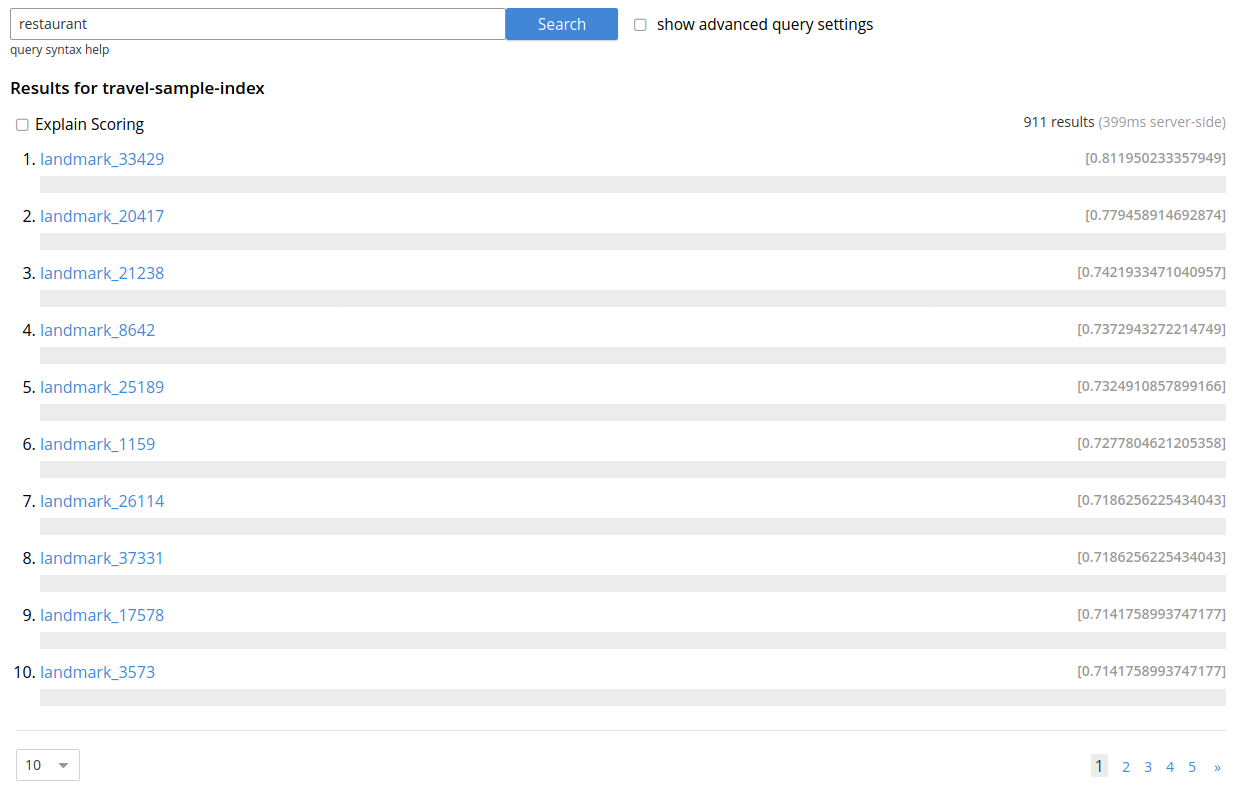 restaurant Search show advanced query settings
query syntax help
Results for travel-sample-index
Explain Scoring 911 results (399ms server-side)
1. landmark_33429 [0.811950233357949]
2. landmark_20417 [0.779458914692874]
3. landmark_21238 [0.7421933471040957]
4. landmark_8642 [0.7372943272214749]
5. landmark_25189 [0.7324910857899166]
6. landmark_1159 [0.7277804621205358]
7. landmark_26114 [0.7186256225434043]
8. landmark_37331 [0.7186256225434043]
9. landmark_17578 [0.7141758993747177]
10. landmark_3573 [0.7141758993747177]
10 1 2 3 4 5 »